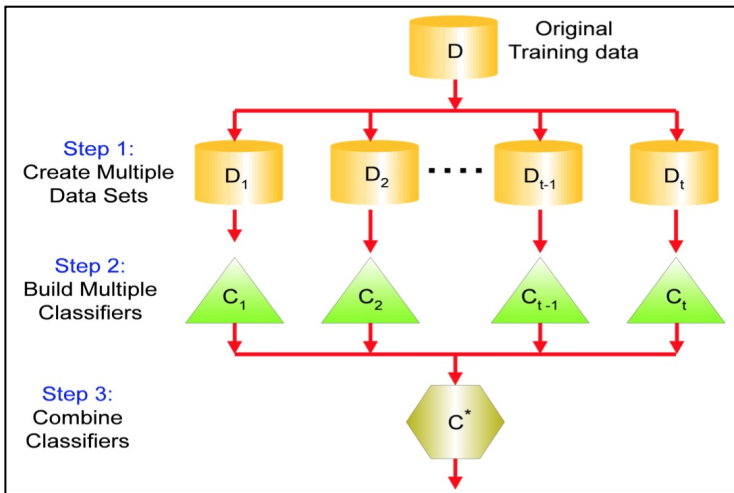 Original
Training data
D
Step 1:
Create Multiple
Data Sets
D₁ D₂ .... Dₜ₋₁ Dₜ
Step 2:
Build Multiple
Classifiers
C₁ C₂ Cₜ₋₁ Cₜ
Step 3:
Combine
Classifiers
C*